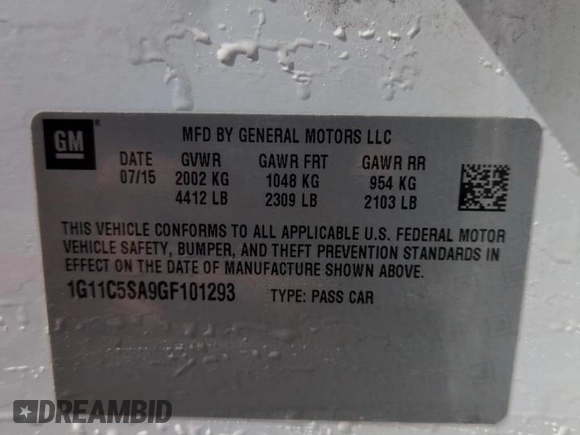 GM
MFD BY GENERAL MOTORS LLC
DATE GVWR GAWR FRT GAWR RR
07/15 2002 KG 1048 KG 954 KG
4412 LB 2309 LB 2103 LB
THIS VEHICLE CONFORMS TO ALL APPLICABLE U.S. FEDERAL MOTOR
VEHICLE SAFETY, BUMPER, AND THEFT PREVENTION STANDARDS IN
EFFECT ON THE DATE OF MANUFACTURE SHOWN ABOVE.
1G11C5SA9GF101293 TYPE: PASS CAR
DREAMBID